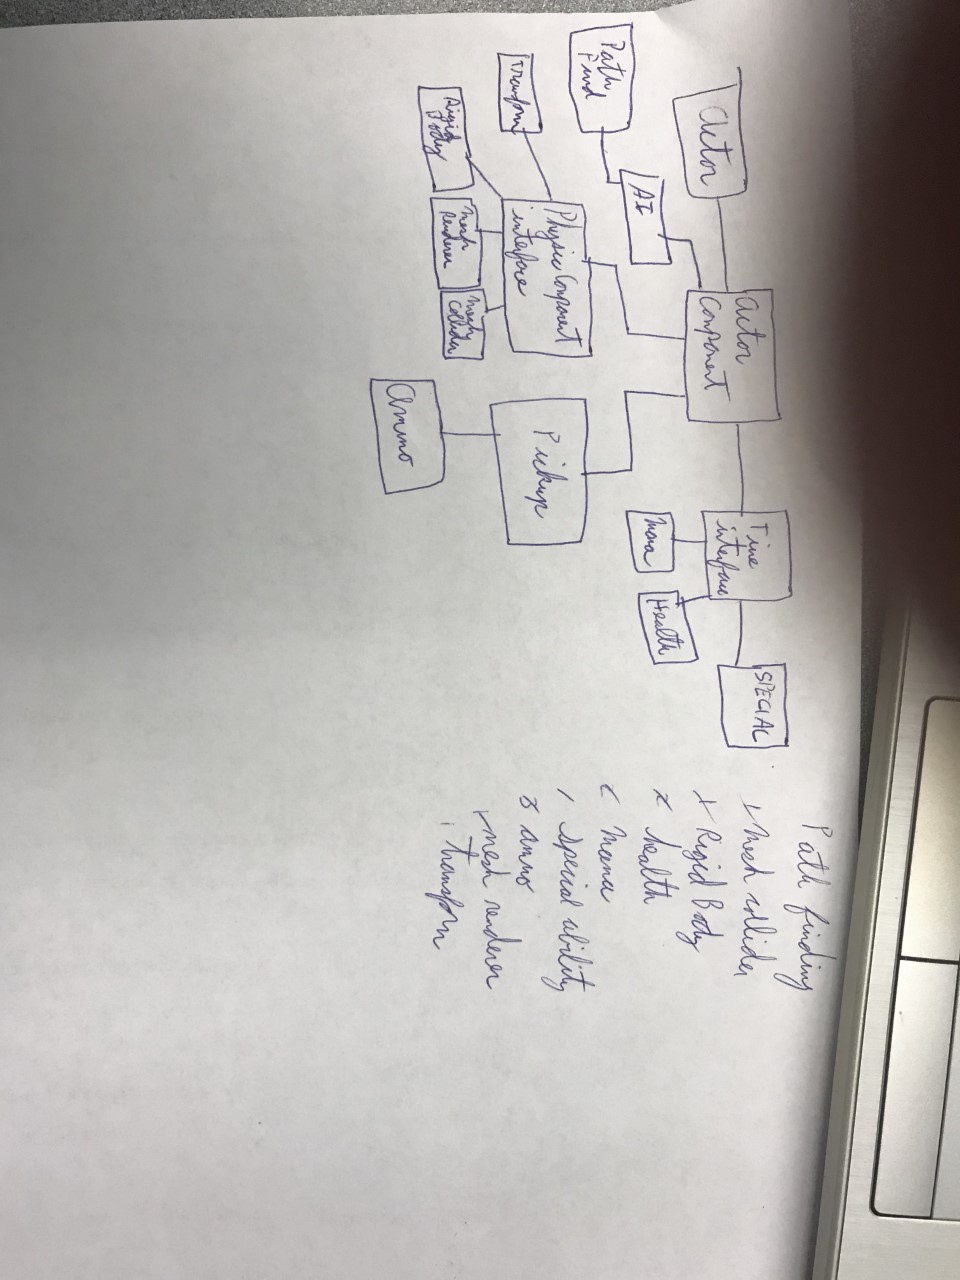 Actor
Actor
Component
Time
interface
SPECIAL
Mana
Health
AI
Path
Find
Physic Component
interface
Transform
Rigid
Body
Mesh
Renderer
Mesh
Collider
Pickup
Ammo
Path finding
Mesh collider
Rigid Body
health
Mana
special ability
ammo
mesh renderer
transform